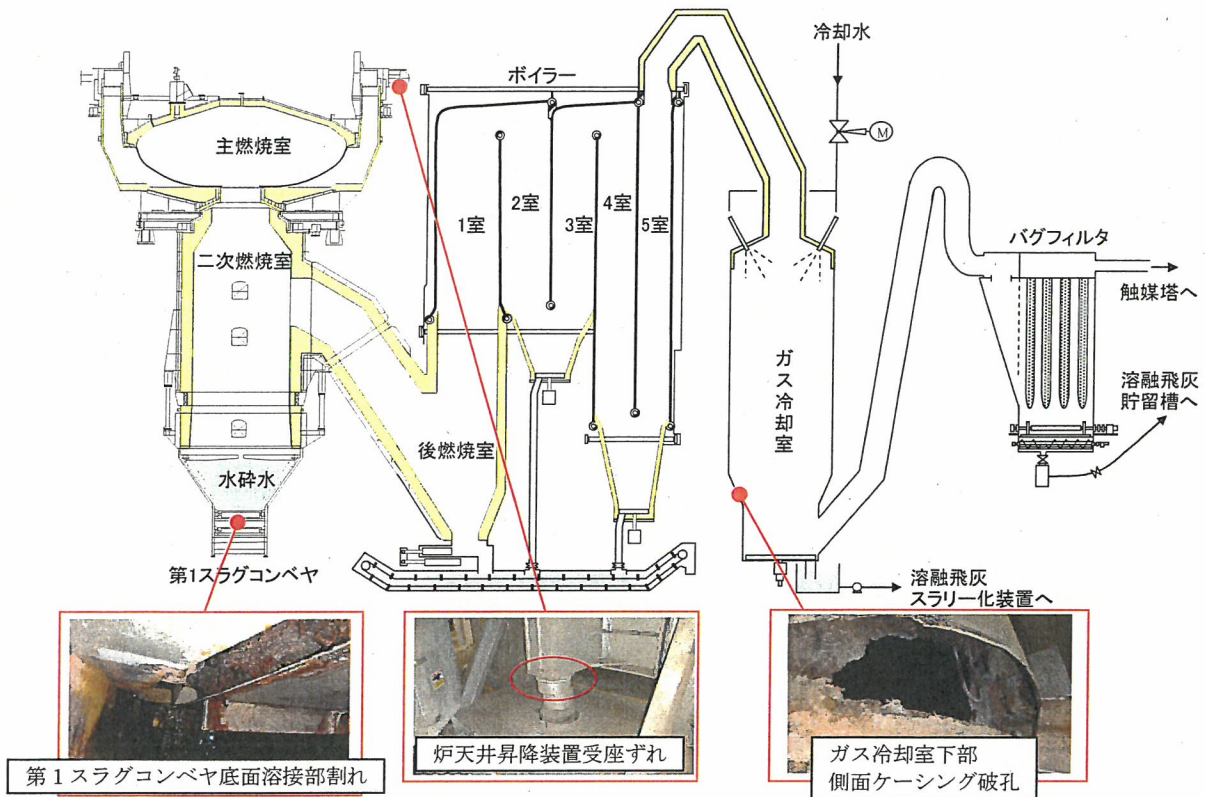 冷却水
ボイラー
M
主燃焼室
1室
2室
3室
4室
5室
バグフィルタ
二次燃焼室
触媒塔へ
ガス冷却室
溶融飛灰
貯留槽へ
後燃焼室
水砕水
第1スラグコンベヤ
溶融飛灰
スラリー化装置へ
第1スラグコンベヤ底面溶接部割れ
炉天井昇降装置受座ずれ
ガス冷却室下部
側面ケーシング破孔